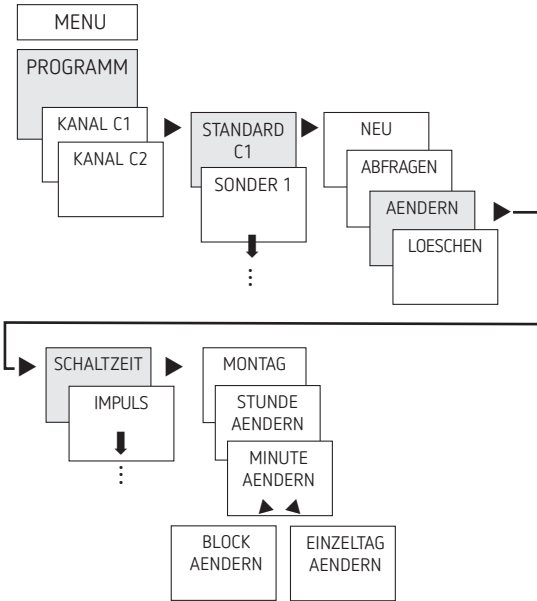 MENU
PROGRAMM
KANAL C1
KANAL C2
STANDARD
C1
SONDER 1
NEU
ABFRAGEN
AENDERN
LOESCHEN
SCHALTZEIT
IMPULS
MONTAG
STUNDE
AENDERN
MINUTE
AENDERN
BLOCK
AENDERN
EINZELTAG
AENDERN